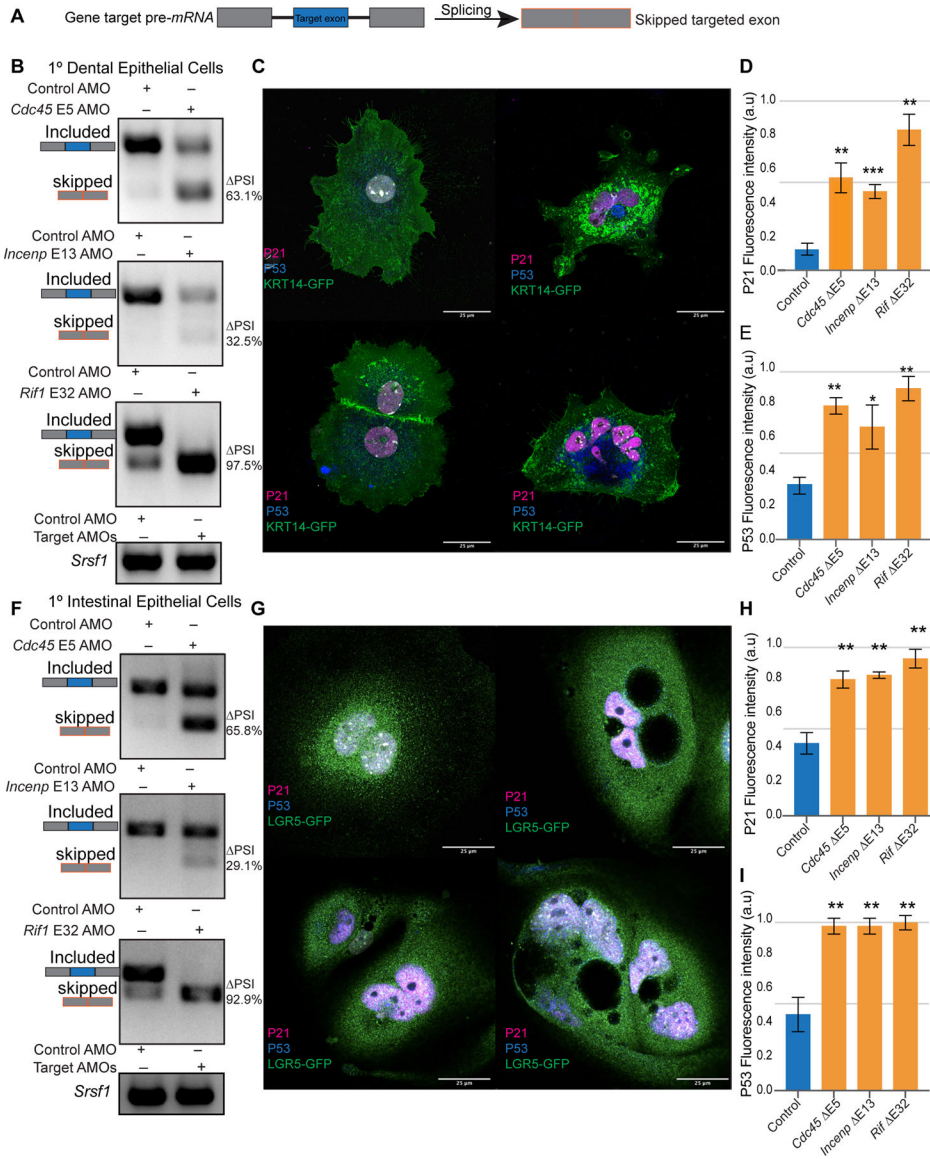 A
Gene target pre-mRNA
Target exon
Splicing
Skipped targeted exon
B
1º Dental Epithelial Cells
Control AMO + –
Cdc45 E5 AMO – +
Included
skipped
ΔPSI
63.1%
Control AMO + –
Incenp E13 AMO – +
Included
skipped
ΔPSI
32.5%
Control AMO + –
Rif1 E32 AMO – +
Included
skipped
ΔPSI
97.5%
Control AMO + –
Target AMOs – +
Srsf1
C
P21
P53
KRT14-GFP
25 µm
P21
P53
KRT14-GFP
25 µm
P21
P53
KRT14-GFP
25 µm
P21
P53
KRT14-GFP
25 µm
D
P21 Fluorescence intensity (a.u)
1.0
0.8
0.6
0.4
0.2
0.0
**
***
**
Control
Cdc45 ΔE5
Incenp ΔE13
Rif ΔE32
E
P53 Fluorescence intensity (a.u)
1.0
0.8
0.6
0.4
0.2
0.0
**
*
**
Control
Cdc45 ΔE5
Incenp ΔE13
Rif ΔE32
F
1º Intestinal Epithelial Cells
Control AMO + –
Cdc45 E5 AMO – +
Included
skipped
ΔPSI
65.8%
Control AMO + –
Incenp E13 AMO – +
Included
skipped
ΔPSI
29.1%
Control AMO + –
Rif1 E32 AMO – +
Included
skipped
ΔPSI
92.9%
Control AMO + –
Target AMOs – +
Srsf1
G
P21
P53
LGR5-GFP
25 µm
P21
P53
LGR5-GFP
25 µm
P21
P53
LGR5-GFP
25 µm
P21
P53
LGR5-GFP
25 µm
H
P21 Fluorescence intensity (a.u)
1.0
0.8
0.6
0.4
0.2
0.0
**
**
**
Control
Cdc45 ΔE5
Incenp ΔE13
Rif ΔE32
I
P53 Fluorescence intensity (a.u)
1.0
0.8
0.6
0.4
0.2
0.0
**
**
**
Control
Cdc45 ΔE5
Incenp ΔE13
Rif ΔE32